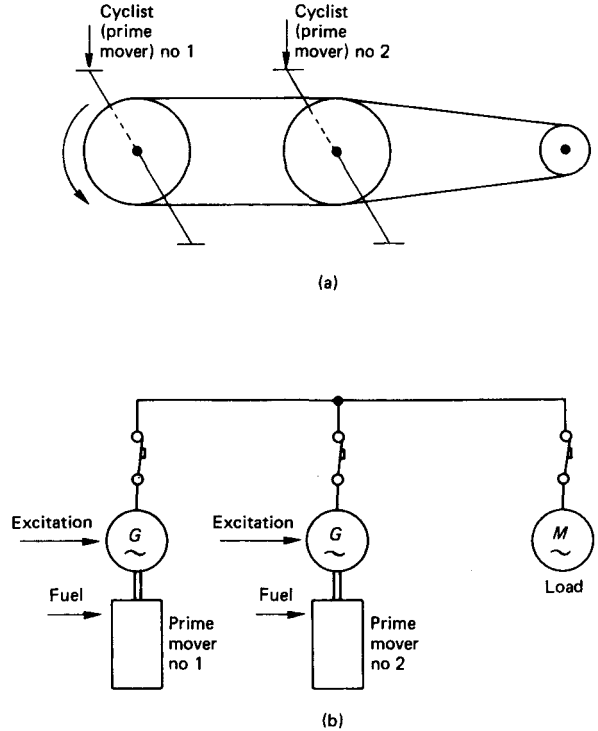 Cyclist
(prime
mover) no 1
Cyclist
(prime
mover) no 2
(a)
Excitation
G
Fuel
Prime
mover
no 1
Excitation
G
Fuel
Prime
mover
no 2
M
Load
(b)